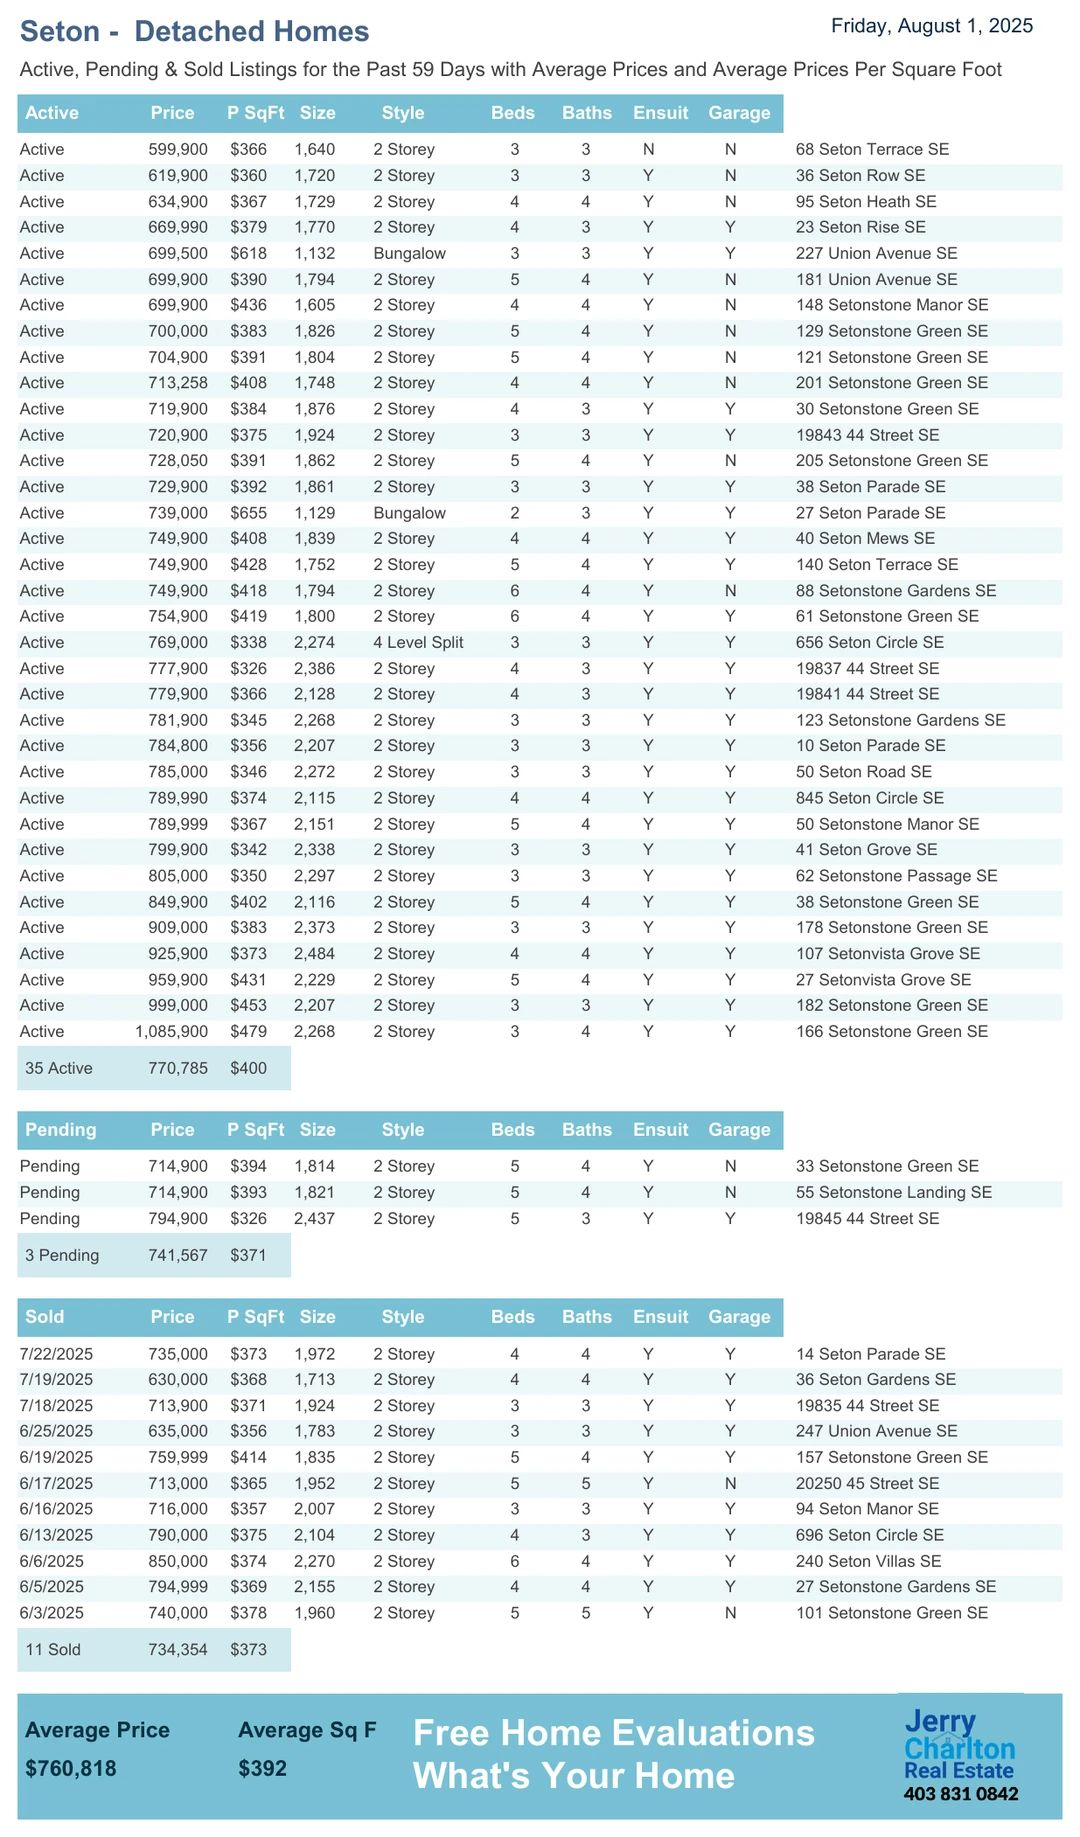 Seton - Detached Homes
Friday, August 1, 2025
Active, Pending & Sold Listings for the Past 59 Days with Average Prices and Average Prices Per Square Foot
Active Price P SqFt Size Style Beds Baths Ensuit Garage
Active 599,900 $366 1,640 2 Storey 3 3 N N 68 Seton Terrace SE
Active 619,900 $360 1,720 2 Storey 3 3 Y N 36 Seton Row SE
Active 634,900 $367 1,729 2 Storey 4 4 Y N 95 Seton Heath SE
Active 669,990 $379 1,770 2 Storey 4 3 Y Y 23 Seton Rise SE
Active 699,500 $618 1,132 Bungalow 3 3 Y Y 227 Union Avenue SE
Active 699,900 $390 1,794 2 Storey 5 4 Y N 181 Union Avenue SE
Active 699,900 $436 1,605 2 Storey 4 4 Y N 148 Setonstone Manor SE
Active 700,000 $383 1,826 2 Storey 5 4 Y N 129 Setonstone Green SE
Active 704,900 $391 1,804 2 Storey 5 4 Y N 121 Setonstone Green SE
Active 713,258 $408 1,748 2 Storey 4 4 Y N 201 Setonstone Green SE
Active 719,900 $384 1,876 2 Storey 4 3 Y Y 30 Setonstone Green SE
Active 720,900 $375 1,924 2 Storey 3 3 Y Y 19843 44 Street SE
Active 728,050 $391 1,862 2 Storey 5 4 Y N 205 Setonstone Green SE
Active 729,900 $392 1,861 2 Storey 3 3 Y Y 38 Seton Parade SE
Active 739,000 $655 1,129 Bungalow 2 3 Y Y 27 Seton Parade SE
Active 749,900 $408 1,839 2 Storey 4 4 Y Y 40 Seton Mews SE
Active 749,900 $428 1,752 2 Storey 5 4 Y Y 140 Seton Terrace SE
Active 749,900 $418 1,794 2 Storey 6 4 Y N 88 Setonstone Gardens SE
Active 754,900 $419 1,800 2 Storey 6 4 Y Y 61 Setonstone Green SE
Active 769,000 $338 2,274 4 Level Split 3 3 Y Y 656 Seton Circle SE
Active 777,900 $326 2,386 2 Storey 4 3 Y Y 19837 44 Street SE
Active 779,900 $366 2,128 2 Storey 4 3 Y Y 19841 44 Street SE
Active 781,900 $345 2,268 2 Storey 3 3 Y Y 123 Setonstone Gardens SE
Active 784,800 $356 2,207 2 Storey 3 3 Y Y 10 Seton Parade SE
Active 785,000 $346 2,272 2 Storey 3 3 Y Y 50 Seton Road SE
Active 789,990 $374 2,115 2 Storey 4 4 Y Y 845 Seton Circle SE
Active 789,999 $367 2,151 2 Storey 5 4 Y Y 50 Setonstone Manor SE
Active 799,900 $342 2,338 2 Storey 3 3 Y Y 41 Seton Grove SE
Active 805,000 $350 2,297 2 Storey 3 3 Y Y 62 Setonstone Passage SE
Active 849,900 $402 2,116 2 Storey 5 4 Y Y 38 Setonstone Green SE
Active 909,000 $383 2,373 2 Storey 3 3 Y Y 178 Setonstone Green SE
Active 925,900 $373 2,484 2 Storey 4 4 Y Y 107 Setonvista Grove SE
Active 959,900 $431 2,229 2 Storey 5 4 Y Y 27 Setonvista Grove SE
Active 999,000 $453 2,207 2 Storey 3 3 Y Y 182 Setonstone Green SE
Active 1,085,900 $479 2,268 2 Storey 3 4 Y Y 166 Setonstone Green SE
35 Active 770,785 $400
Pending Price P SqFt Size Style Beds Baths Ensuit Garage
Pending 714,900 $394 1,814 2 Storey 5 4 Y N 33 Setonstone Green SE
Pending 714,900 $393 1,821 2 Storey 5 4 Y N 55 Setonstone Landing SE
Pending 794,900 $326 2,437 2 Storey 5 3 Y Y 19845 44 Street SE
3 Pending 741,567 $371
Sold Price P SqFt Size Style Beds Baths Ensuit Garage
7/22/2025 735,000 $373 1,972 2 Storey 4 4 Y Y 14 Seton Parade SE
7/19/2025 630,000 $368 1,713 2 Storey 4 4 Y Y 36 Seton Gardens SE
7/18/2025 713,900 $371 1,924 2 Storey 3 3 Y Y 19835 44 Street SE
6/25/2025 635,000 $356 1,783 2 Storey 3 3 Y Y 247 Union Avenue SE
6/19/2025 759,999 $414 1,835 2 Storey 5 4 Y Y 157 Setonstone Green SE
6/17/2025 713,000 $365 1,952 2 Storey 5 5 Y N 20250 45 Street SE
6/16/2025 716,000 $357 2,007 2 Storey 3 3 Y Y 94 Seton Manor SE
6/13/2025 790,000 $375 2,104 2 Storey 4 3 Y Y 696 Seton Circle SE
6/6/2025 850,000 $374 2,270 2 Storey 6 4 Y Y 240 Seton Villas SE
6/5/2025 794,999 $369 2,155 2 Storey 4 4 Y Y 27 Setonstone Gardens SE
6/3/2025 740,000 $378 1,960 2 Storey 5 5 Y N 101 Setonstone Green SE
11 Sold 734,354 $373
Average Price Average Sq F
$760,818 $392
Free Home Evaluations
What's Your Home
Jerry
Charlton
Real Estate
403 831 0842